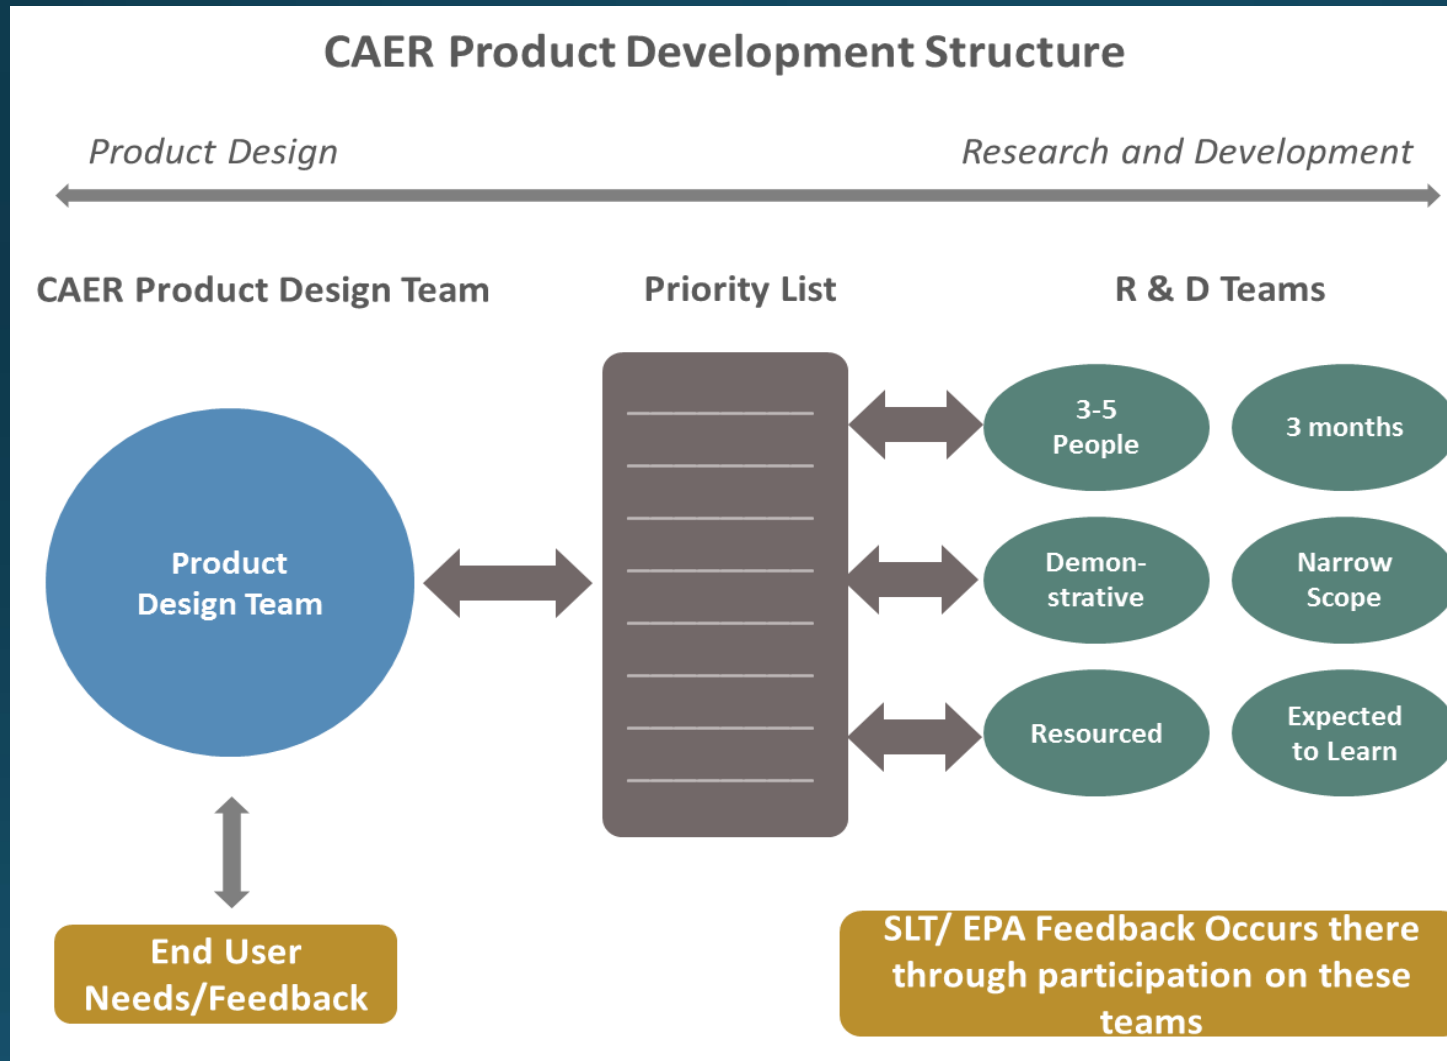 CAER Product Development Structure
Product Design
Research and Development
CAER Product Design Team
Priority List
R & D Teams
Product
Design Team
3-5
People
3 months
Demon-
strative
Narrow
Scope
Resourced
Expected
to Learn
End User
Needs/Feedback
SLT/ EPA Feedback Occurs there
through participation on these
teams